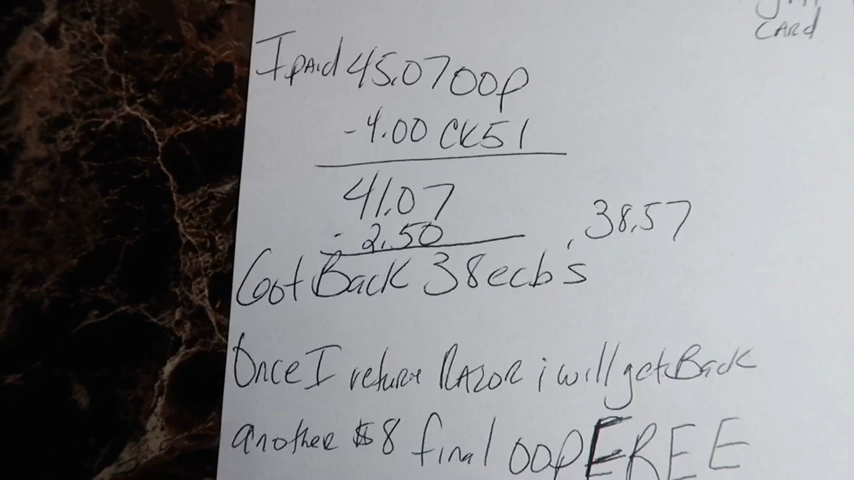 CARD
I pAid 45.07 OOp
-4.00 CK51
41.07
- 2.50 38.57
Got Back 38 ecb s
Once I return RAZOR i will get Back
another $8 final OOp FREE